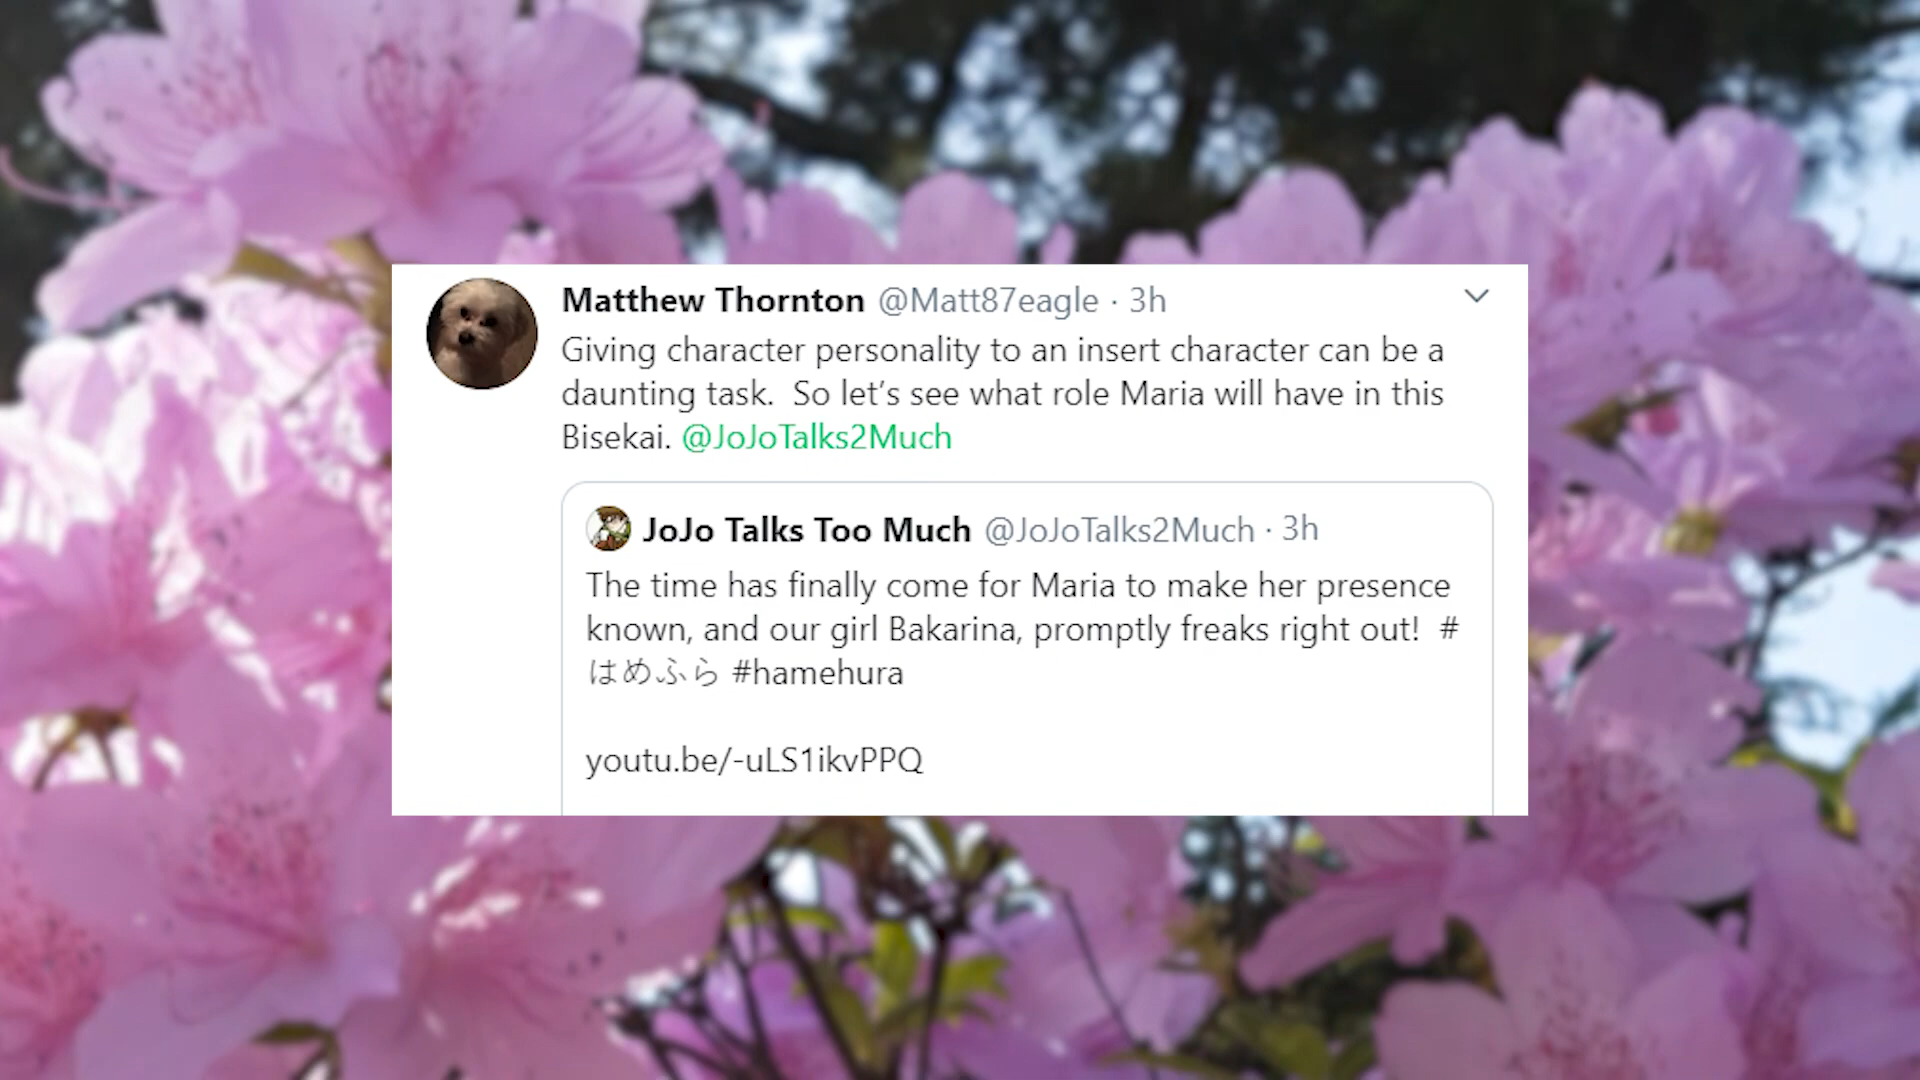 Matthew Thornton @Matt87eagle · 3h
Giving character personality to an insert character can be a
daunting task.  So let's see what role Maria will have in this
Bisekai. @JoJoTalks2Much
JoJo Talks Too Much @JoJoTalks2Much · 3h
The time has finally come for Maria to make her presence
known, and our girl Bakarina, promptly freaks right out!  #
はめふら #hamehura
youtu.be/-uLS1ikvPPQ